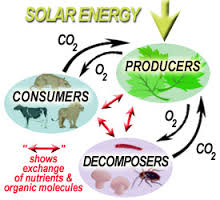 SOLAR ENERGY
CO2
O2
PRODUCERS
CONSUMERS
O2
CO2
shows
exchange
of nutrients &
organic molecules
DECOMPOSERS